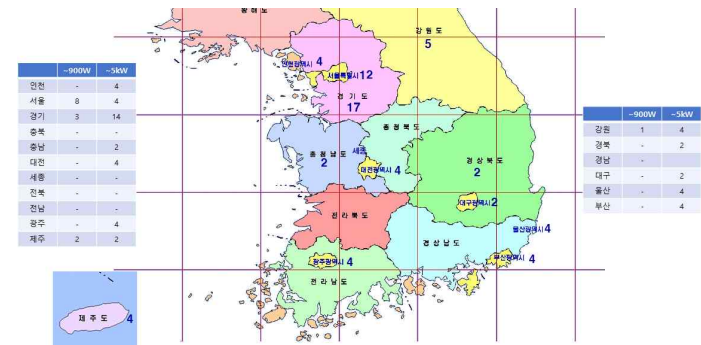 ~900W ~5kW
인천 - 4
서울 8 4
경기 3 14
충북 - -
충남 - 2
대전 - 4
세종 - -
전북 - -
전남 - -
광주 - 4
제주 2 2
황 해 도
강 원 도
5
인천광역시 4
서울특별시 12
경 기 도
17
충 청 북 도
충 청 남 도
2
세종
대전광역시 4
경 상 북 도
2
대구광역시 2
전 라 북 도
울산광역시 4
경 상 남 도
부산광역시 4
광주광역시 4
전 라 남 도
제 주 도 4
~900W ~5kW
강원 1 4
경북 - 2
경남 -
대구 - 2
울산 - 4
부산 - 4